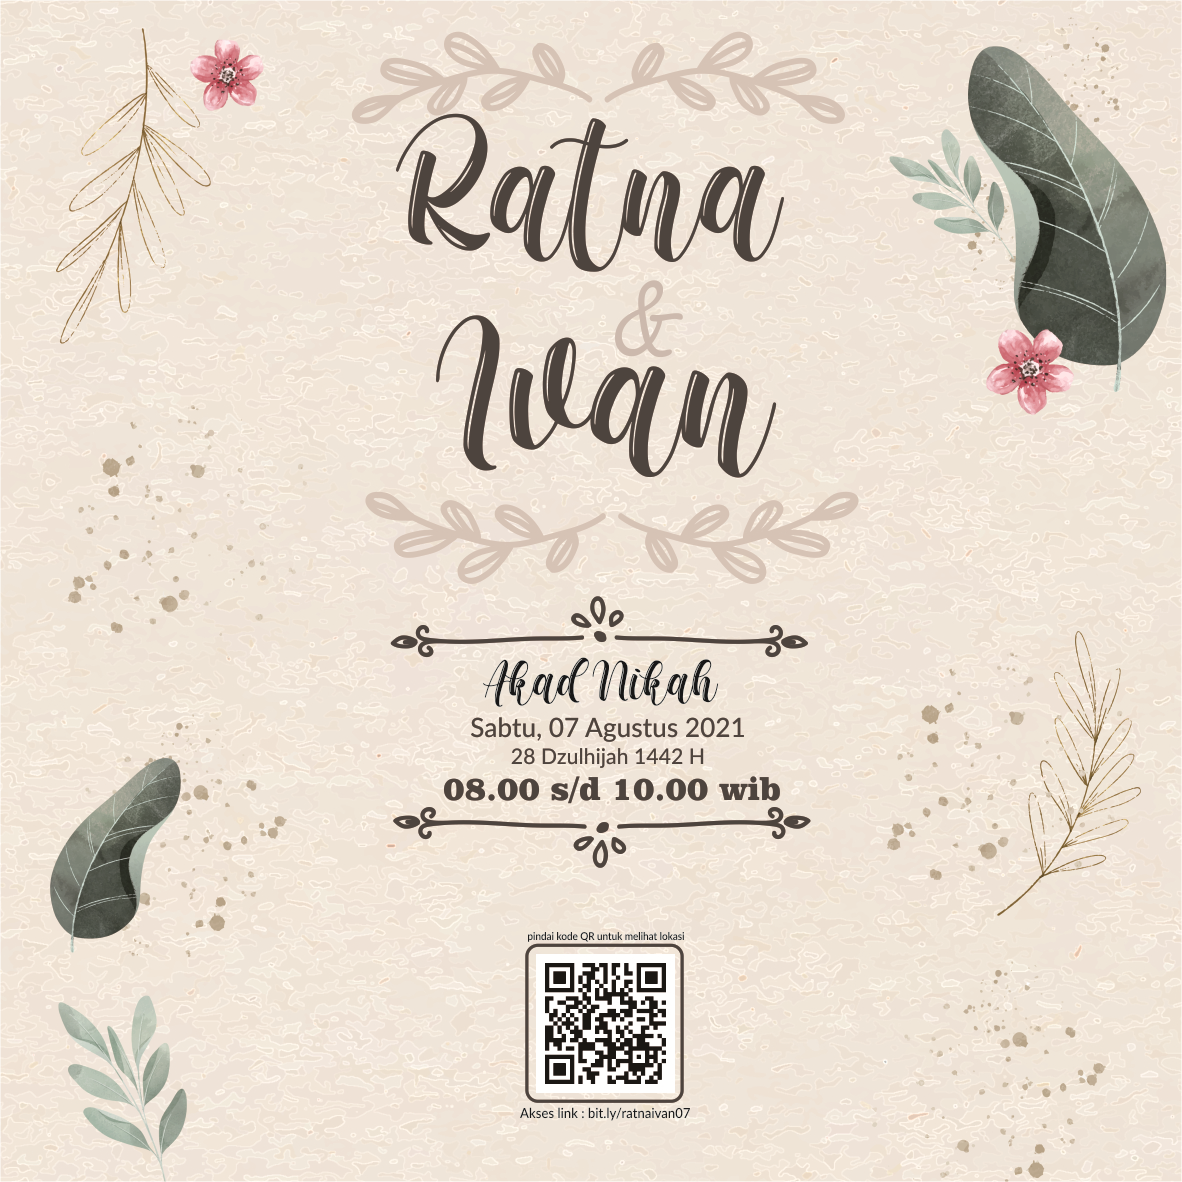 Ratna
&
Ivan
Akad Nikah
Sabtu, 07 Agustus 2021
28 Dzulhijah 1442 H
08.00 s/d 10.00 wib
pindai kode QR untuk melihat lokasi
Akses link : bit.ly/ratnaivan07